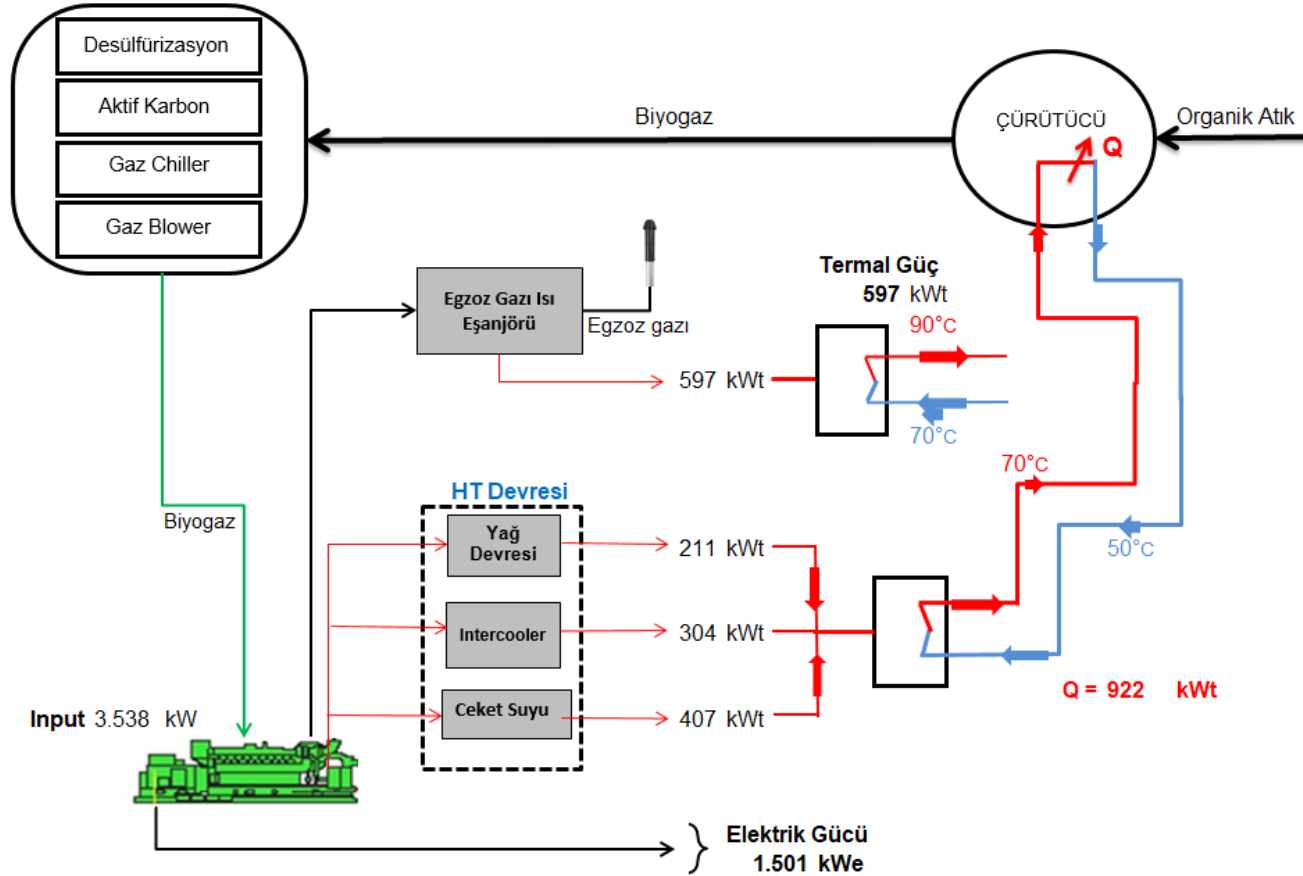 Desülfürizasyon
Aktif Karbon
Gaz Chiller
Gaz Blower
Biyogaz
ÇÜRÜTÜCÜ
Q
Organik Atık
Egzoz Gazı Isı
Eşanjörü
Egzoz gazı
Termal Güç
597 kWt
90°C
597 kWt
70°C
70°C
HT Devresi
Biyogaz
Yağ
Devresi
211 kWt
50°C
Intercooler
304 kWt
Q = 922 kWt
Ceket Suyu
407 kWt
Input 3.538 kW
Elektrik Gücü
1.501 kWe